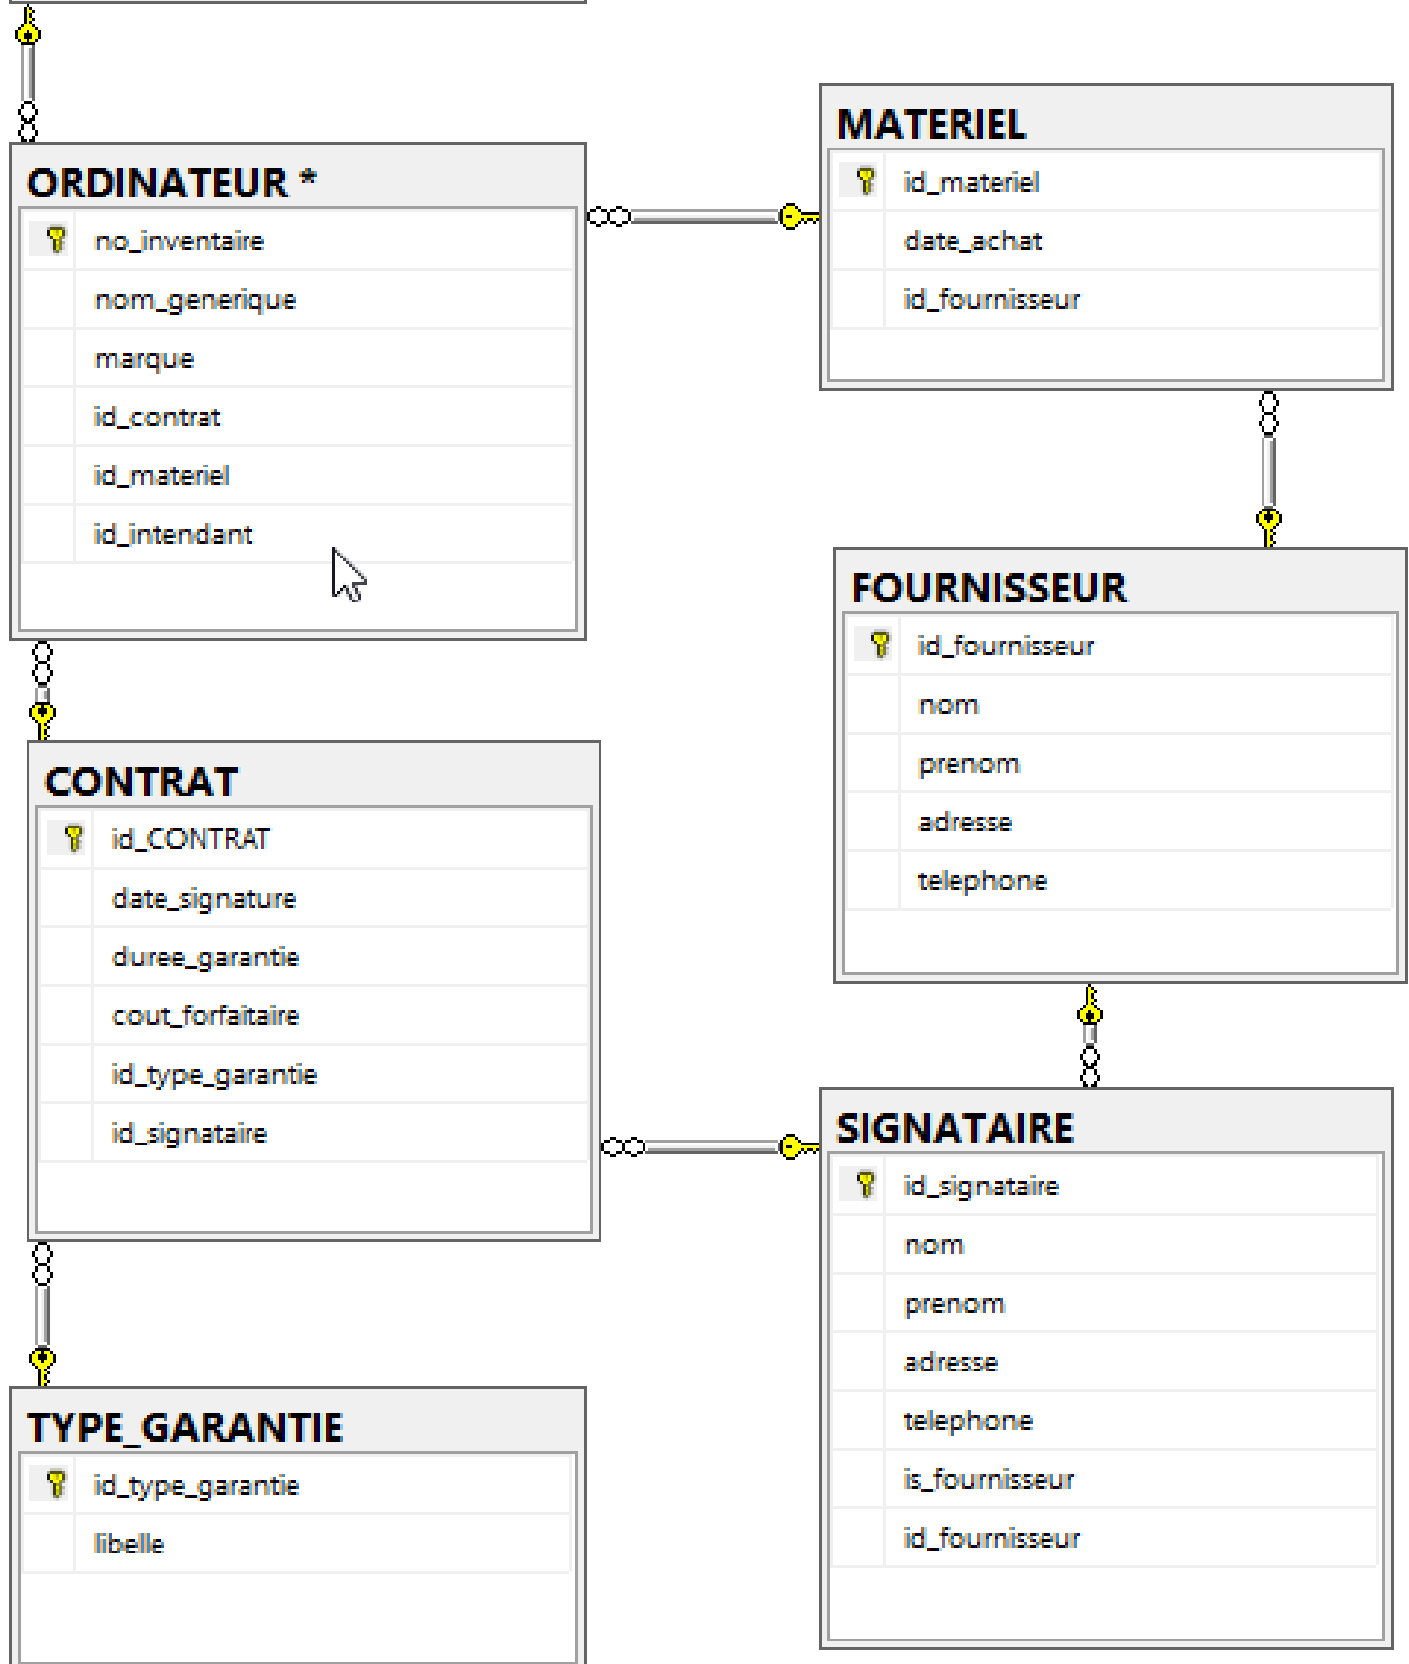 ORDINATEUR *
no_inventaire
nom_generique
marque
id_contrat
id_materiel
id_intendant
MATERIEL
id_materiel
date_achat
id_fournisseur
FOURNISSEUR
id_fournisseur
nom
prenom
adresse
telephone
CONTRAT
id_CONTRAT
date_signature
duree_garantie
cout_forfaitaire
id_type_garantie
id_signataire
SIGNATAIRE
id_signataire
nom
prenom
adresse
telephone
is_fournisseur
id_fournisseur
TYPE_GARANTIE
id_type_garantie
libelle